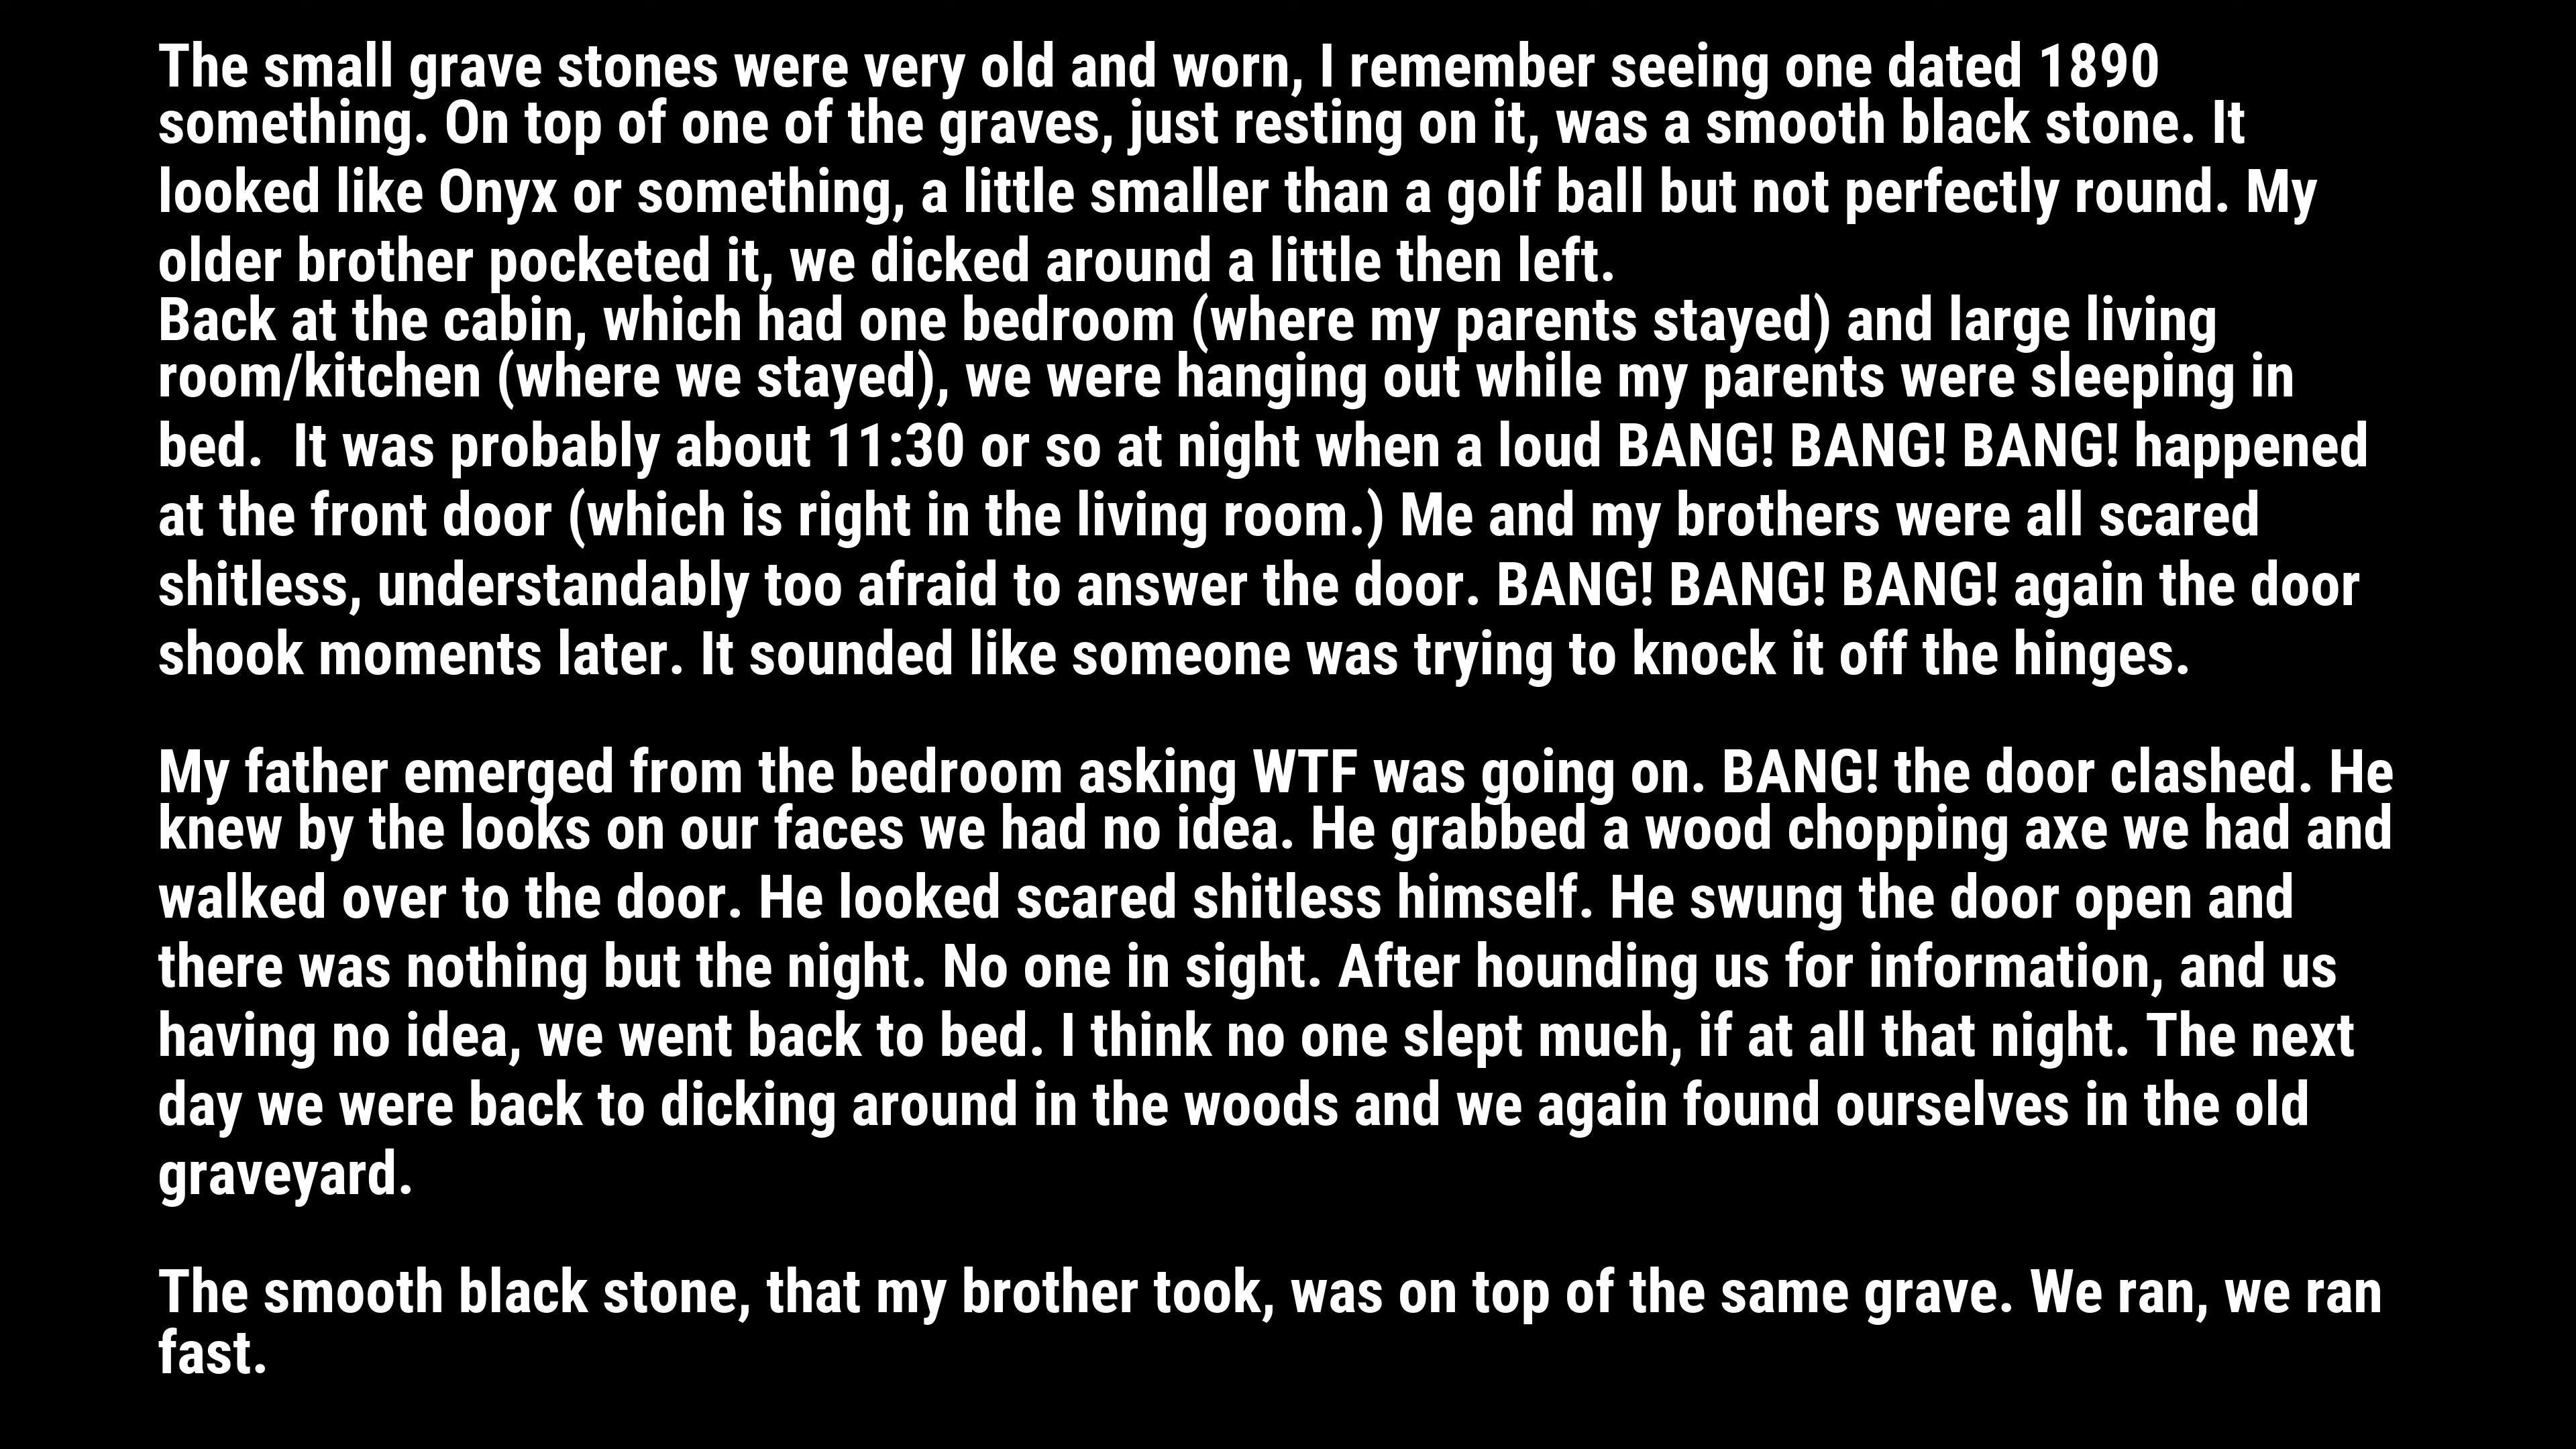 The small grave stones were very old and worn, I remember seeing one dated 1890
something. On top of one of the graves, just resting on it, was a smooth black stone. It
looked like Onyx or something, a little smaller than a golf ball but not perfectly round. My
older brother pocketed it, we dicked around a little then left.
Back at the cabin, which had one bedroom (where my parents stayed) and large living
room/kitchen (where we stayed), we were hanging out while my parents were sleeping in
bed.  It was probably about 11:30 or so at night when a loud BANG! BANG! BANG! happened
at the front door (which is right in the living room.) Me and my brothers were all scared
shitless, understandably too afraid to answer the door. BANG! BANG! BANG! again the door
shook moments later. It sounded like someone was trying to knock it off the hinges.
My father emerged from the bedroom asking WTF was going on. BANG! the door clashed. He
knew by the looks on our faces we had no idea. He grabbed a wood chopping axe we had and
walked over to the door. He looked scared shitless himself. He swung the door open and
there was nothing but the night. No one in sight. After hounding us for information, and us
having no idea, we went back to bed. I think no one slept much, if at all that night. The next
day we were back to dicking around in the woods and we again found ourselves in the old
graveyard.
The smooth black stone, that my brother took, was on top of the same grave. We ran, we ran
fast.